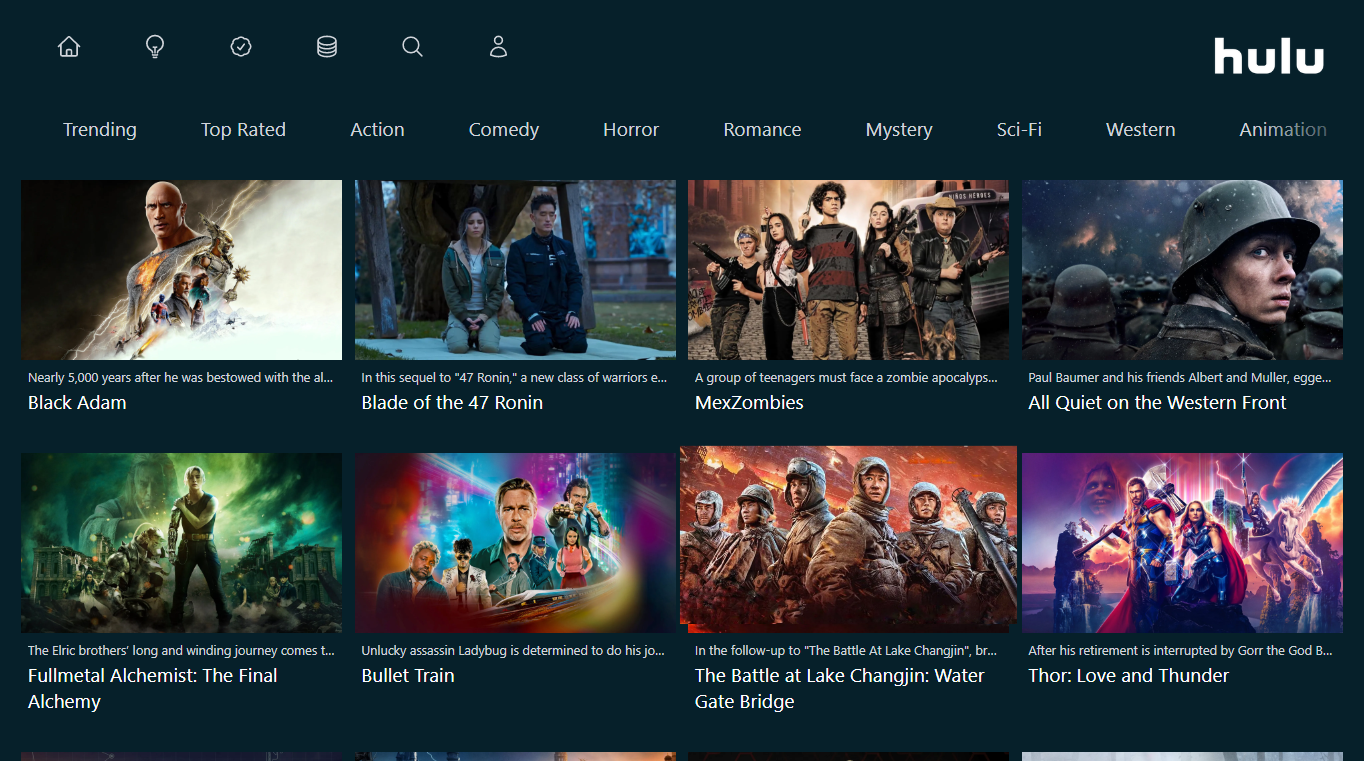 hulu
Trending Top Rated Action Comedy Horror Romance Mystery Sci-Fi Western Animation
NIÑOS HÉROES
Nearly 5,000 years after he was bestowed with the al...
Black Adam
In this sequel to "47 Ronin," a new class of warriors e...
Blade of the 47 Ronin
A group of teenagers must face a zombie apocalyps...
MexZombies
Paul Baumer and his friends Albert and Muller, egge...
All Quiet on the Western Front
The Elric brothers’ long and winding journey comes t...
Fullmetal Alchemist: The Final
Alchemy
Unlucky assassin Ladybug is determined to do his jo...
Bullet Train
In the follow-up to "The Battle At Lake Changjin", br...
The Battle at Lake Changjin: Water
Gate Bridge
After his retirement is interrupted by Gorr the God B...
Thor: Love and Thunder